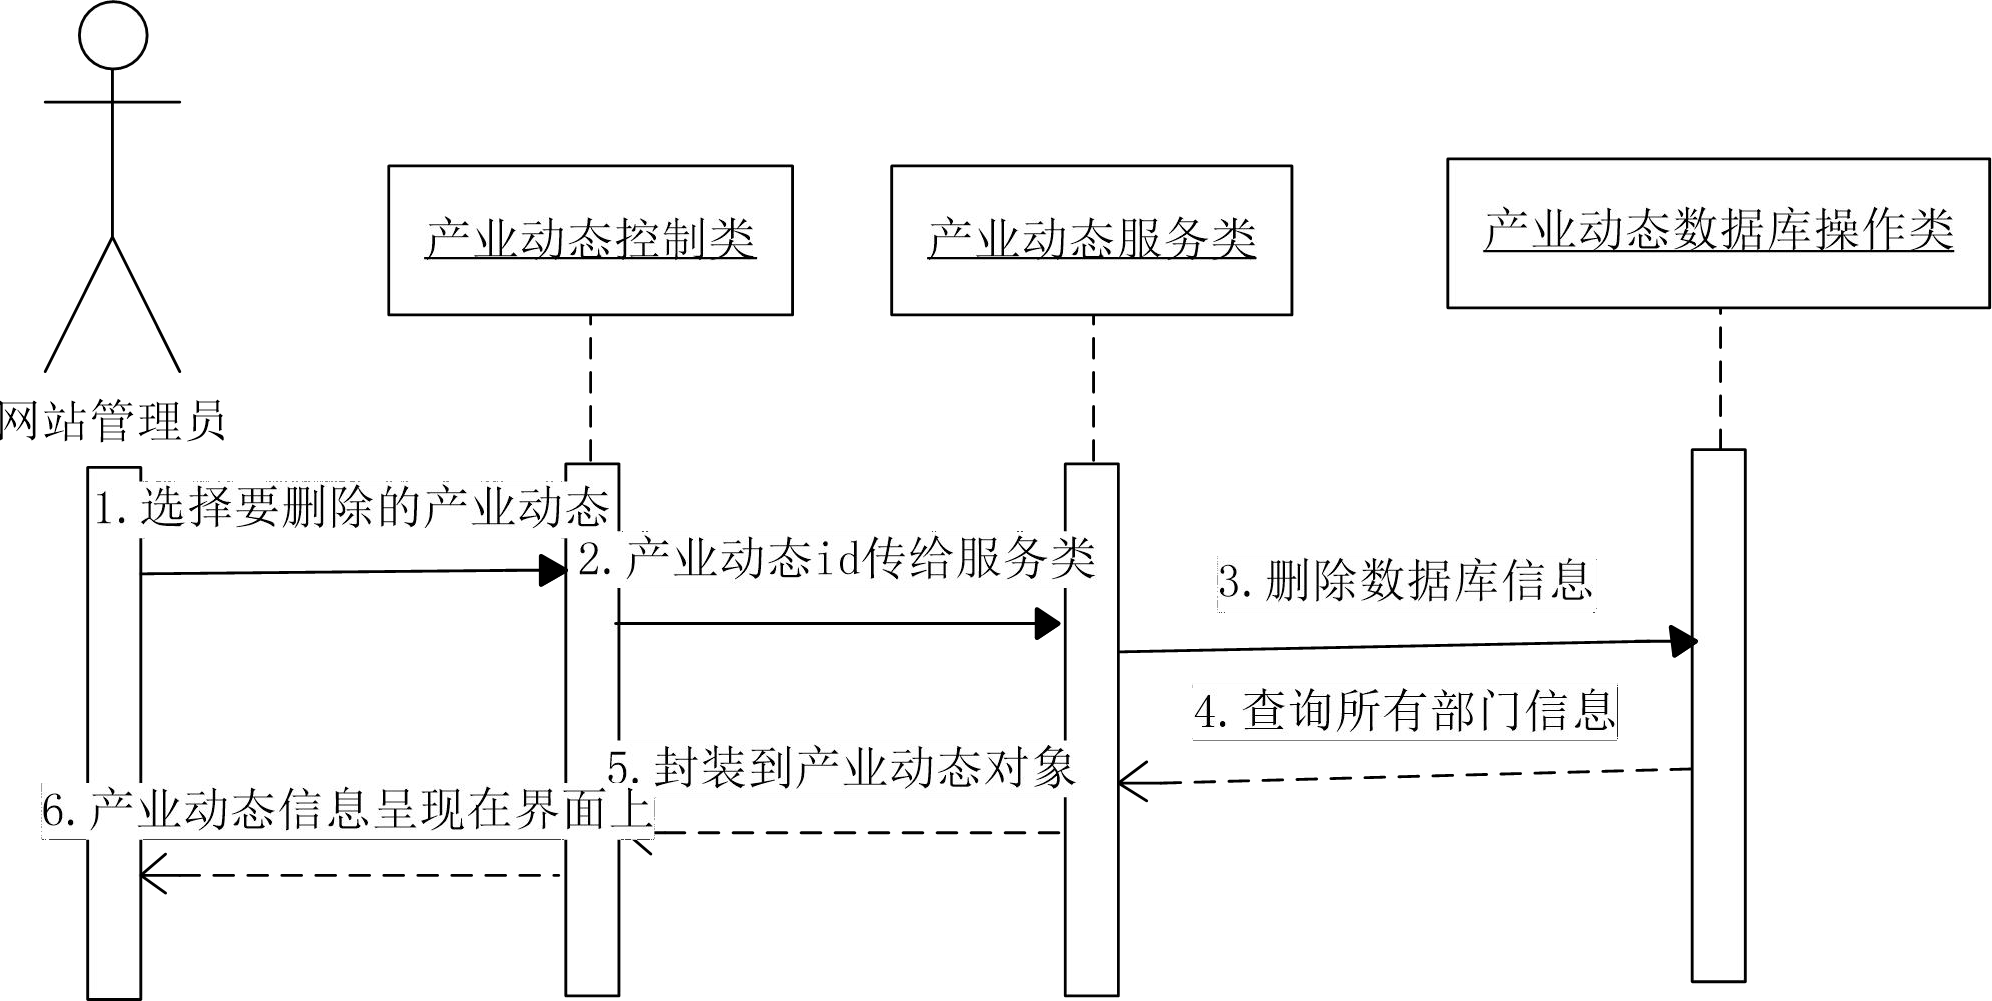 产业动态控制类
产业动态服务类
产业动态数据库操作类
网站管理员
1.选择要删除的产业动态
2.产业动态id传给服务类
3.删除数据库信息
4.查询所有部门信息
5.封装到产业动态对象
6.产业动态信息呈现在界面上